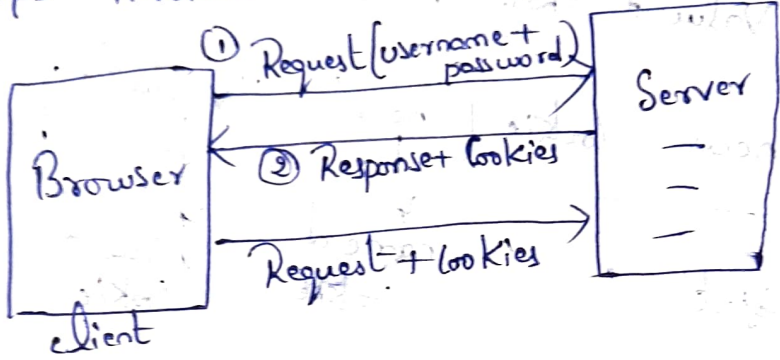 ① Request (username +
password)
Server
Browser
② Response + Cookies
Request + Cookies
client